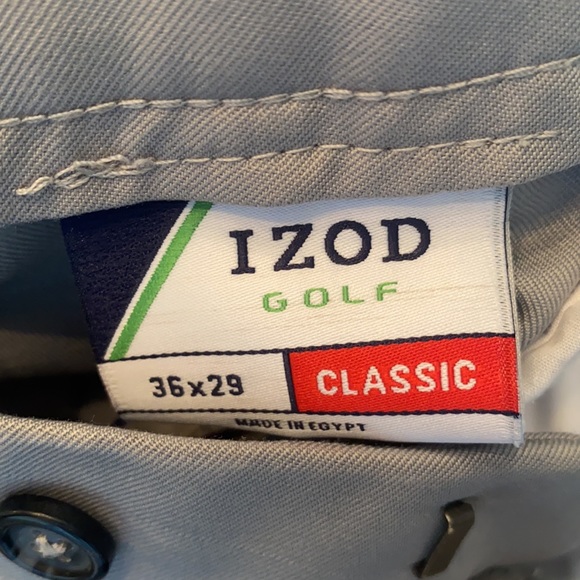 IZOD
GOLF
36x29
CLASSIC
MADE IN EGYPT